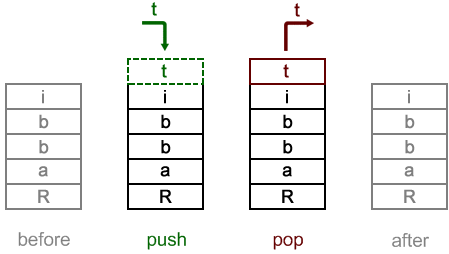 t t
t t
i i i i
b b b b
b b b b
a a a a
R R R R
before push pop after